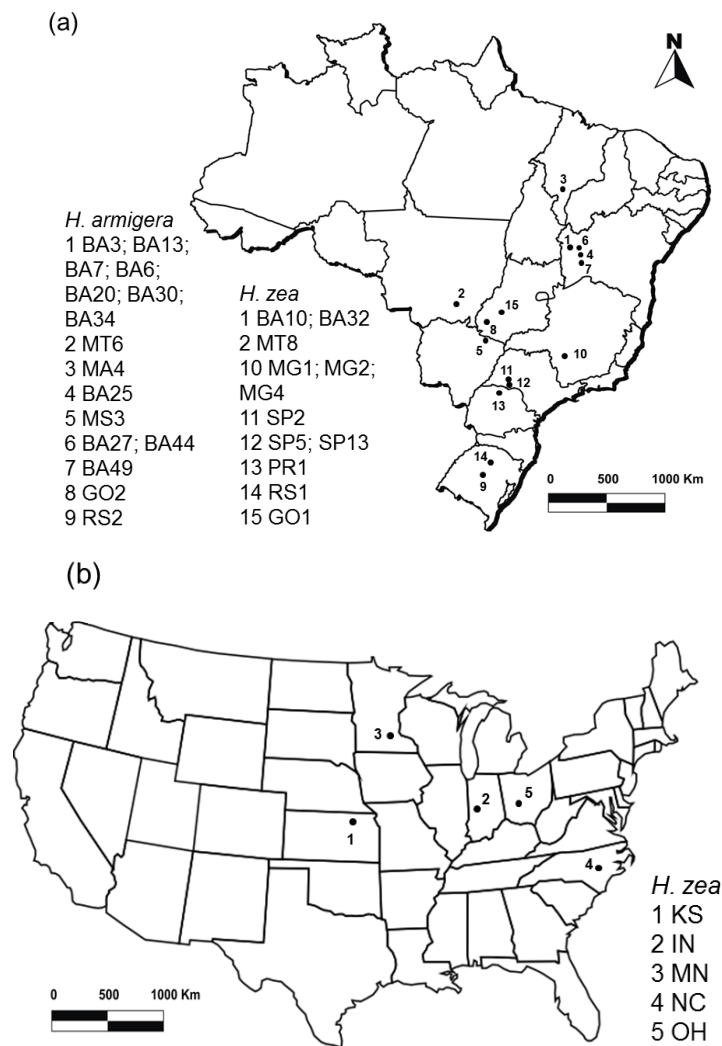 (a)
N
H. armigera
1 BA3; BA13;
BA7; BA6;
BA20; BA30;
BA34
2 MT6
3 MA4
4 BA25
5 MS3
6 BA27; BA44
7 BA49
8 GO2
9 RS2
H. zea
1 BA10; BA32
2 MT8
10 MG1; MG2;
MG4
11 SP2
12 SP5; SP13
13 PR1
14 RS1
15 GO1
3
1 6
4
7
2
15
8
5
10
11
12
13
14
9
0 500 1000 Km
(b)
3
2
5
1
4
H. zea
1 KS
2 IN
3 MN
4 NC
5 OH
0 500 1000 Km